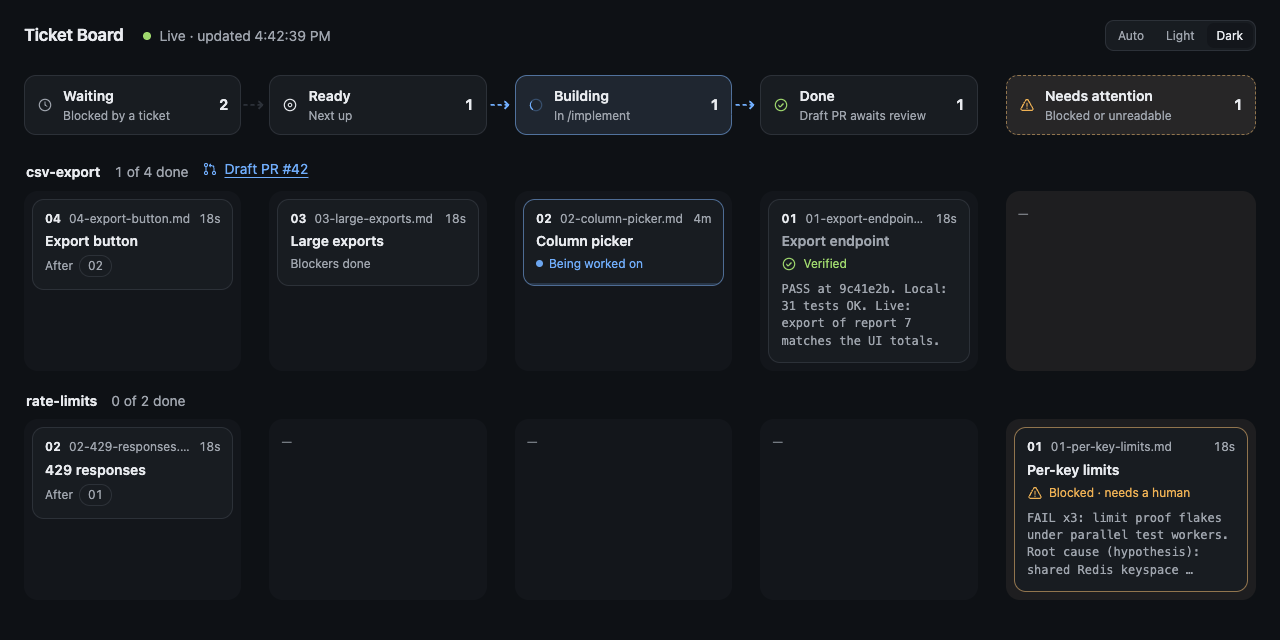 Ticket Board
Live · updated 4:42:39 PM
Auto
Light
Dark
Waiting
Blocked by a ticket
2
Ready
Next up
1
Building
In /implement
1
Done
Draft PR awaits review
1
Needs attention
Blocked or unreadable
1
csv-export
1 of 4 done
Draft PR #42
04 04-export-button.md 18s
Export button
After 02
03 03-large-exports.md 18s
Large exports
Blockers done
02 02-column-picker.md 4m
Column picker
Being worked on
01 01-export-endpoin... 18s
Export endpoint
Verified
PASS at 9c41e2b. Local:
31 tests OK. Live:
export of report 7
matches the UI totals.
—
rate-limits
0 of 2 done
02 02-429-responses.... 18s
429 responses
After 01
—
—
—
01 01-per-key-limits.md 18s
Per-key limits
Blocked · needs a human
FAIL x3: limit proof flakes
under parallel test workers.
Root cause (hypothesis):
shared Redis keyspace …